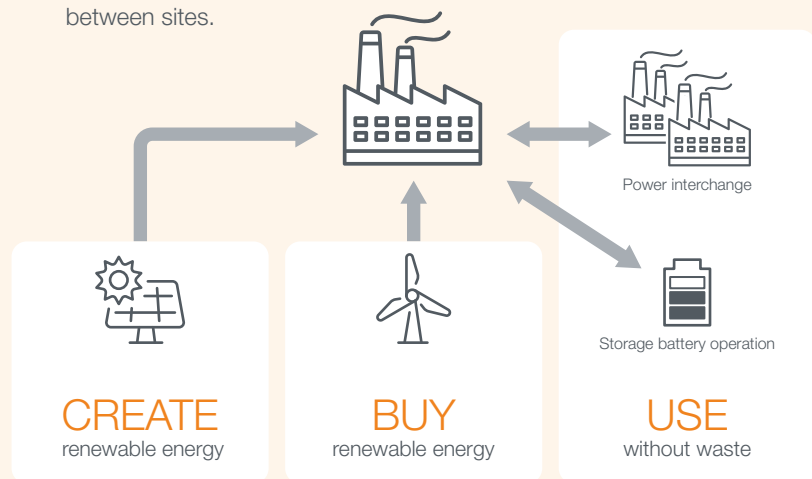 between sites.
Power interchange
Storage battery operation
CREATE
renewable energy
BUY
renewable energy
USE
without waste